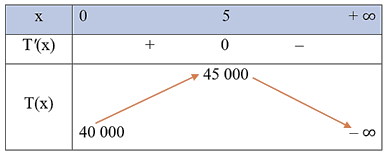 x 0 5 + ∞
T′(x) + 0 –
45 000
T(x)
40 000 – ∞